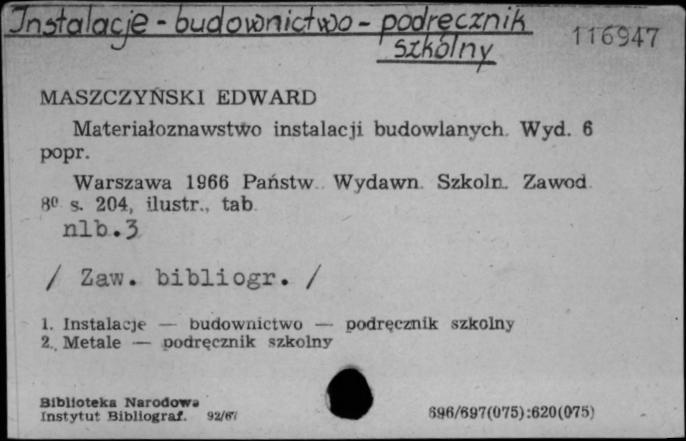 Instalacje - budownictwo - podręcznik
szkolny
116947
MASZCZYŃSKI EDWARD
Materiałoznawstwo instalacji budowlanych. Wyd. 6
popr.
Warszawa 1966 Państw. Wydawn. Szkoln. Zawod.
8º s. 204, ilustr., tab.
nlb.3
/ Zaw. bibliogr. /
1. Instalacje — budownictwo — podręcznik szkolny
2. Metale — podręcznik szkolny
Biblioteka Narodowa
Instytut Bibliograf. 92/67
696/697(075):620(075)